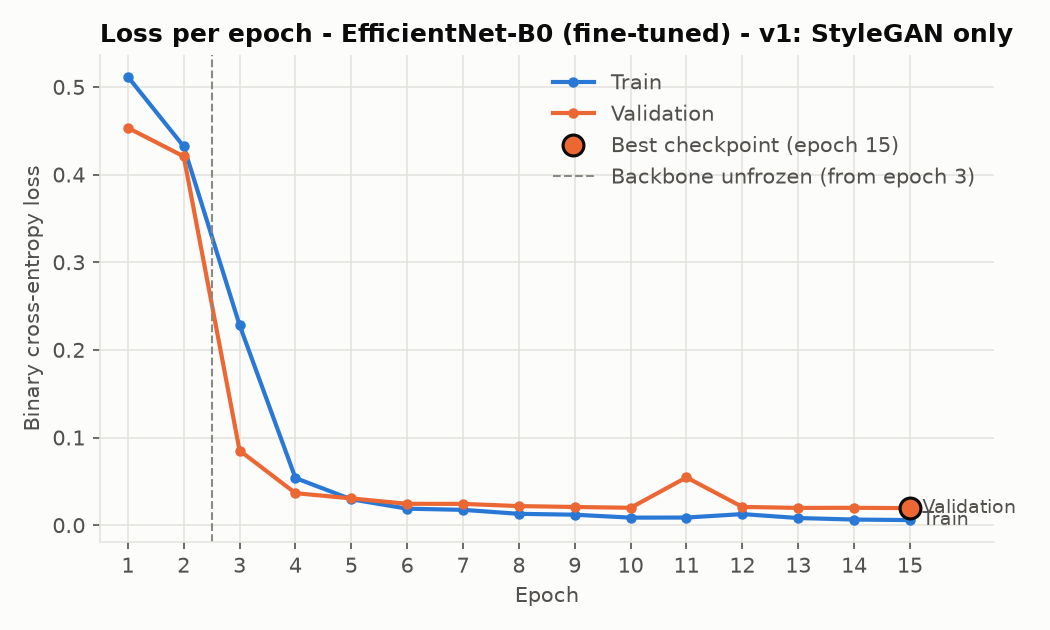 Loss per epoch - EfficientNet-B0 (fine-tuned) - v1: StyleGAN only
Train
Validation
Best checkpoint (epoch 15)
Backbone unfrozen (from epoch 3)
Binary cross-entropy loss
0.5
0.4
0.3
0.2
0.1
0.0
Validation
Train
1 2 3 4 5 6 7 8 9 10 11 12 13 14 15
Epoch